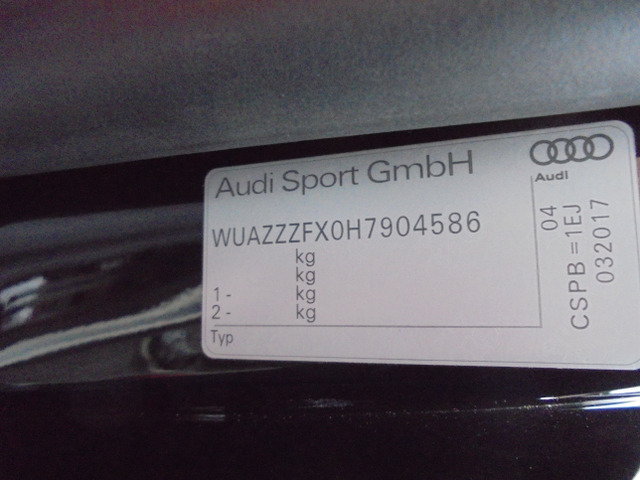 Audi Sport GmbH
Audi
WUAZZZFX0H7904586
kg
kg
1 - kg
2 - kg
Typ
04
CSPB =1EJ
032017